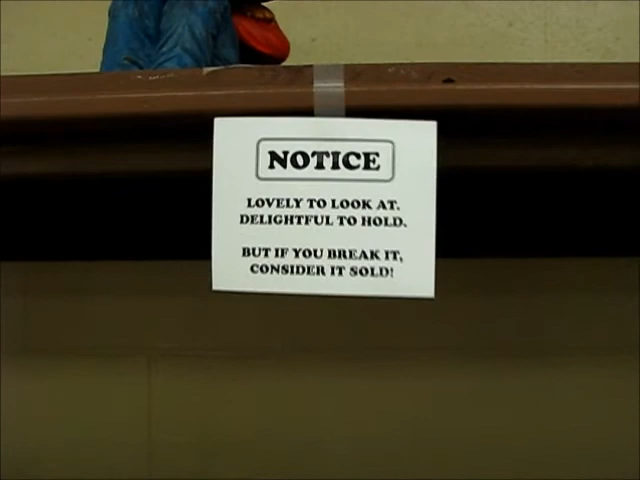 NOTICE
LOVELY TO LOOK AT.
DELIGHTFUL TO HOLD.
BUT IF YOU BREAK IT,
CONSIDER IT SOLD!